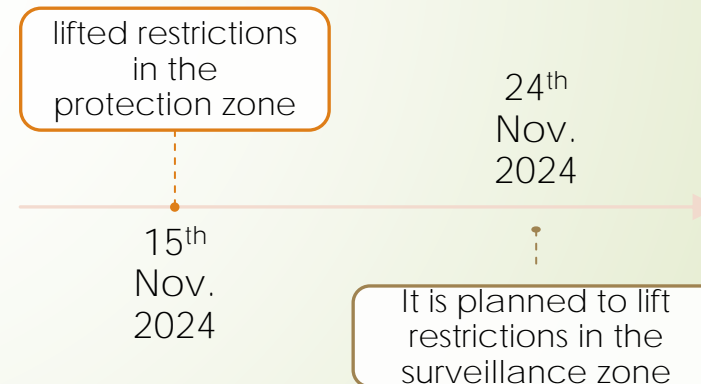 lifted restrictions
in the
protection zone
15th
Nov.
2024
24th
Nov.
2024
It is planned to lift
restrictions in the
surveillance zone